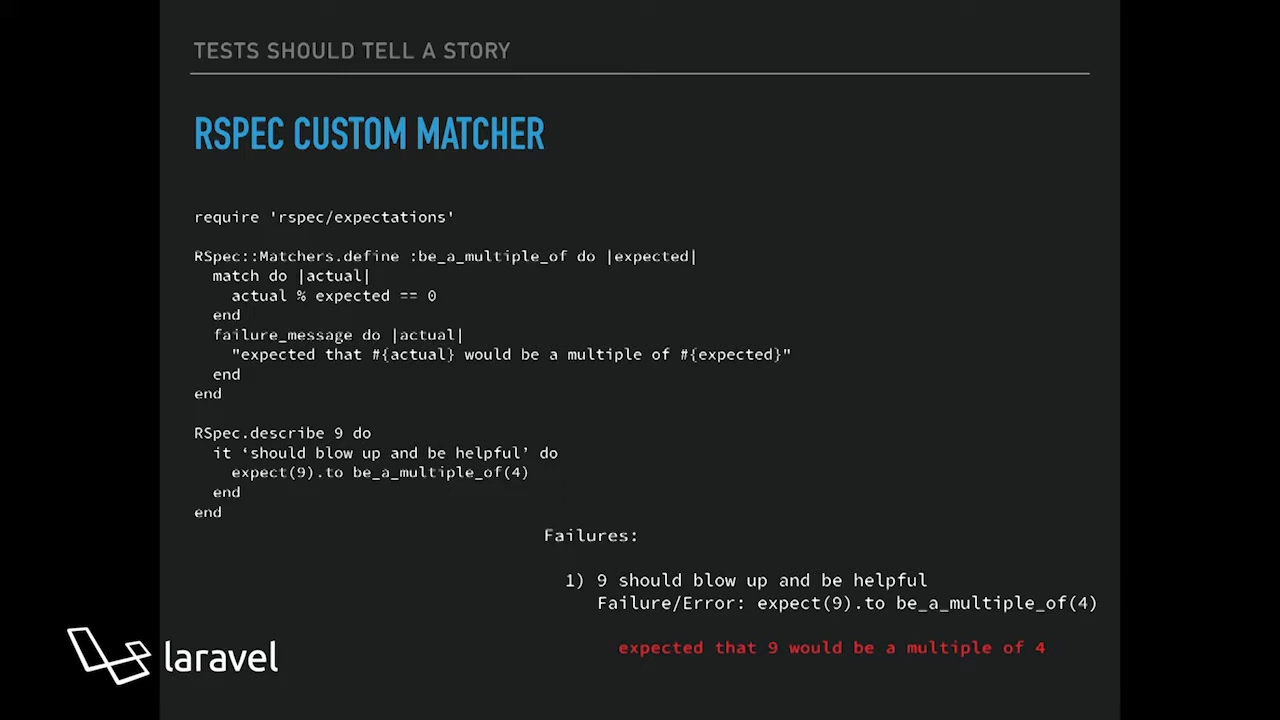 TESTS SHOULD TELL A STORY
RSPEC CUSTOM MATCHER
require 'rspec/expectations'
RSpec::Matchers.define :be_a_multiple_of do |expected|
  match do |actual|
    actual % expected == 0
  end
  failure_message do |actual|
    "expected that #{actual} would be a multiple of #{expected}"
  end
end
RSpec.describe 9 do
  it ‘should blow up and be helpful’ do
    expect(9).to be_a_multiple_of(4)
  end
end
Failures:
  1) 9 should blow up and be helpful
     Failure/Error: expect(9).to be_a_multiple_of(4)
       expected that 9 would be a multiple of 4
laravel